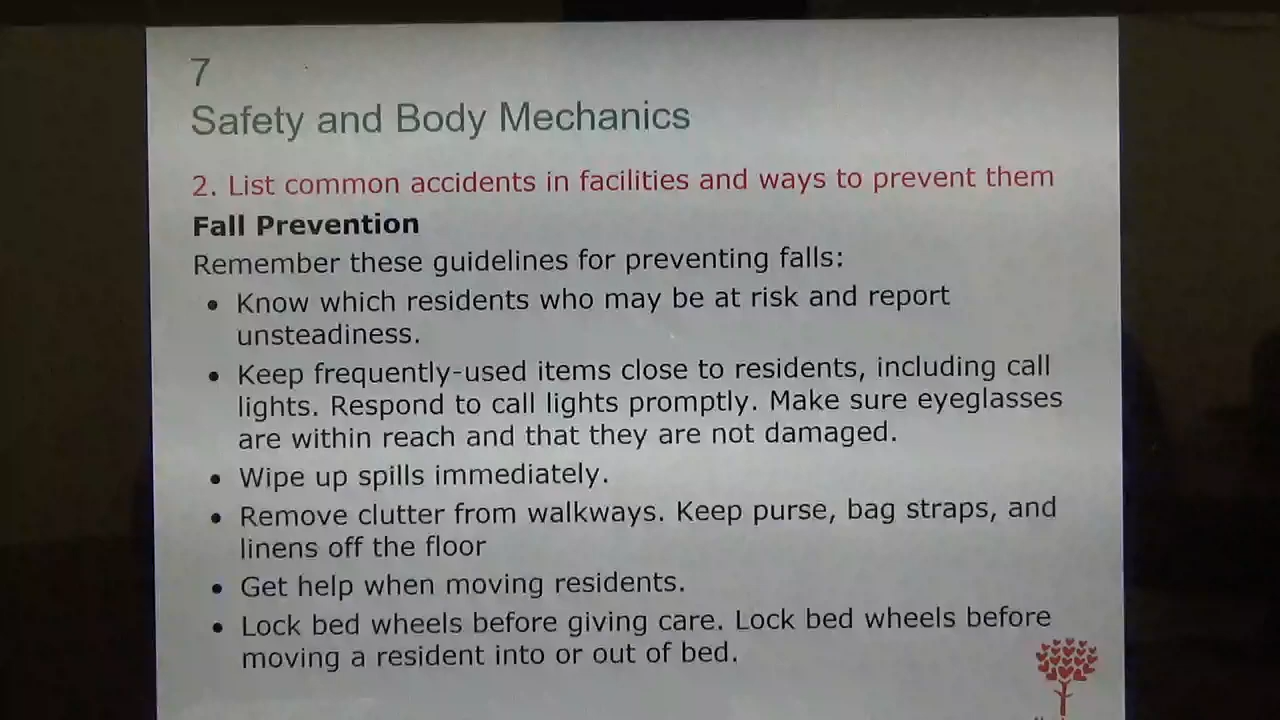 7
Safety and Body Mechanics
2. List common accidents in facilities and ways to prevent them
Fall Prevention
Remember these guidelines for preventing falls:
• Know which residents who may be at risk and report
unsteadiness.
• Keep frequently-used items close to residents, including call
lights. Respond to call lights promptly. Make sure eyeglasses
are within reach and that they are not damaged.
• Wipe up spills immediately.
• Remove clutter from walkways. Keep purse, bag straps, and
linens off the floor
• Get help when moving residents.
• Lock bed wheels before giving care. Lock bed wheels before
moving a resident into or out of bed.